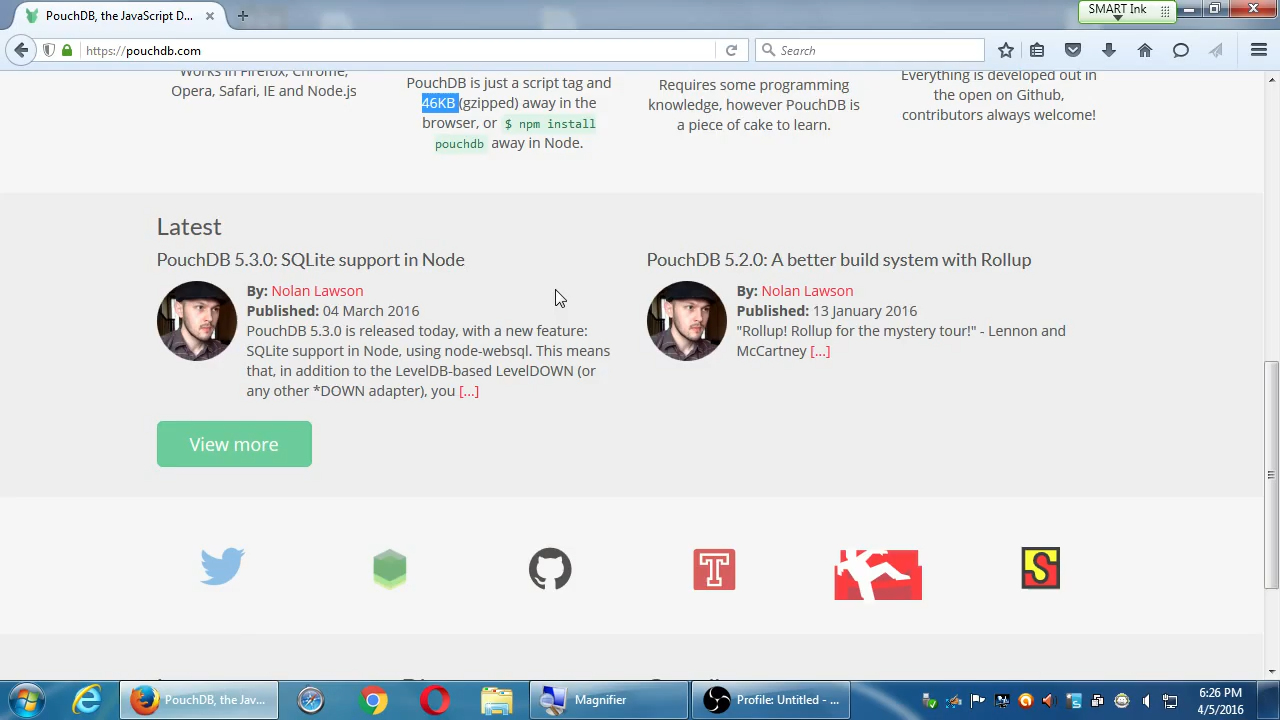 PouchDB, the JavaScript D...
SMART Ink
https://pouchdb.com
Search
Works in Firefox, Chrome,
Opera, Safari, IE and Node.js
PouchDB is just a script tag and
46KB (gzipped) away in the
browser, or $ npm install
pouchdb away in Node.
Requires some programming
knowledge, however PouchDB is
a piece of cake to learn.
Everything is developed out in
the open on Github,
contributors always welcome!
Latest
PouchDB 5.3.0: SQLite support in Node
By: Nolan Lawson
Published: 04 March 2016
PouchDB 5.3.0 is released today, with a new feature:
SQLite support in Node, using node-websql. This means
that, in addition to the LevelDB-based LevelDOWN (or
any other *DOWN adapter), you [...]
PouchDB 5.2.0: A better build system with Rollup
By: Nolan Lawson
Published: 13 January 2016
"Rollup! Rollup for the mystery tour!" - Lennon and
McCartney [...]
View more
PouchDB, the Jav...
Magnifier
Profile: Untitled - ...
6:26 PM
4/5/2016